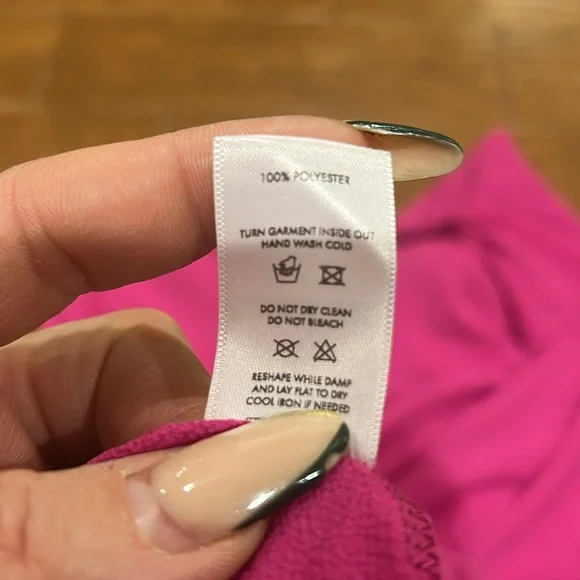 100% POLYESTER
TURN GARMENT INSIDE OUT
HAND WASH COLD
DO NOT DRY CLEAN
DO NOT BLEACH
RESHAPE WHILE DAMP
AND LAY FLAT TO DRY
COOL IRON IF NEEDED